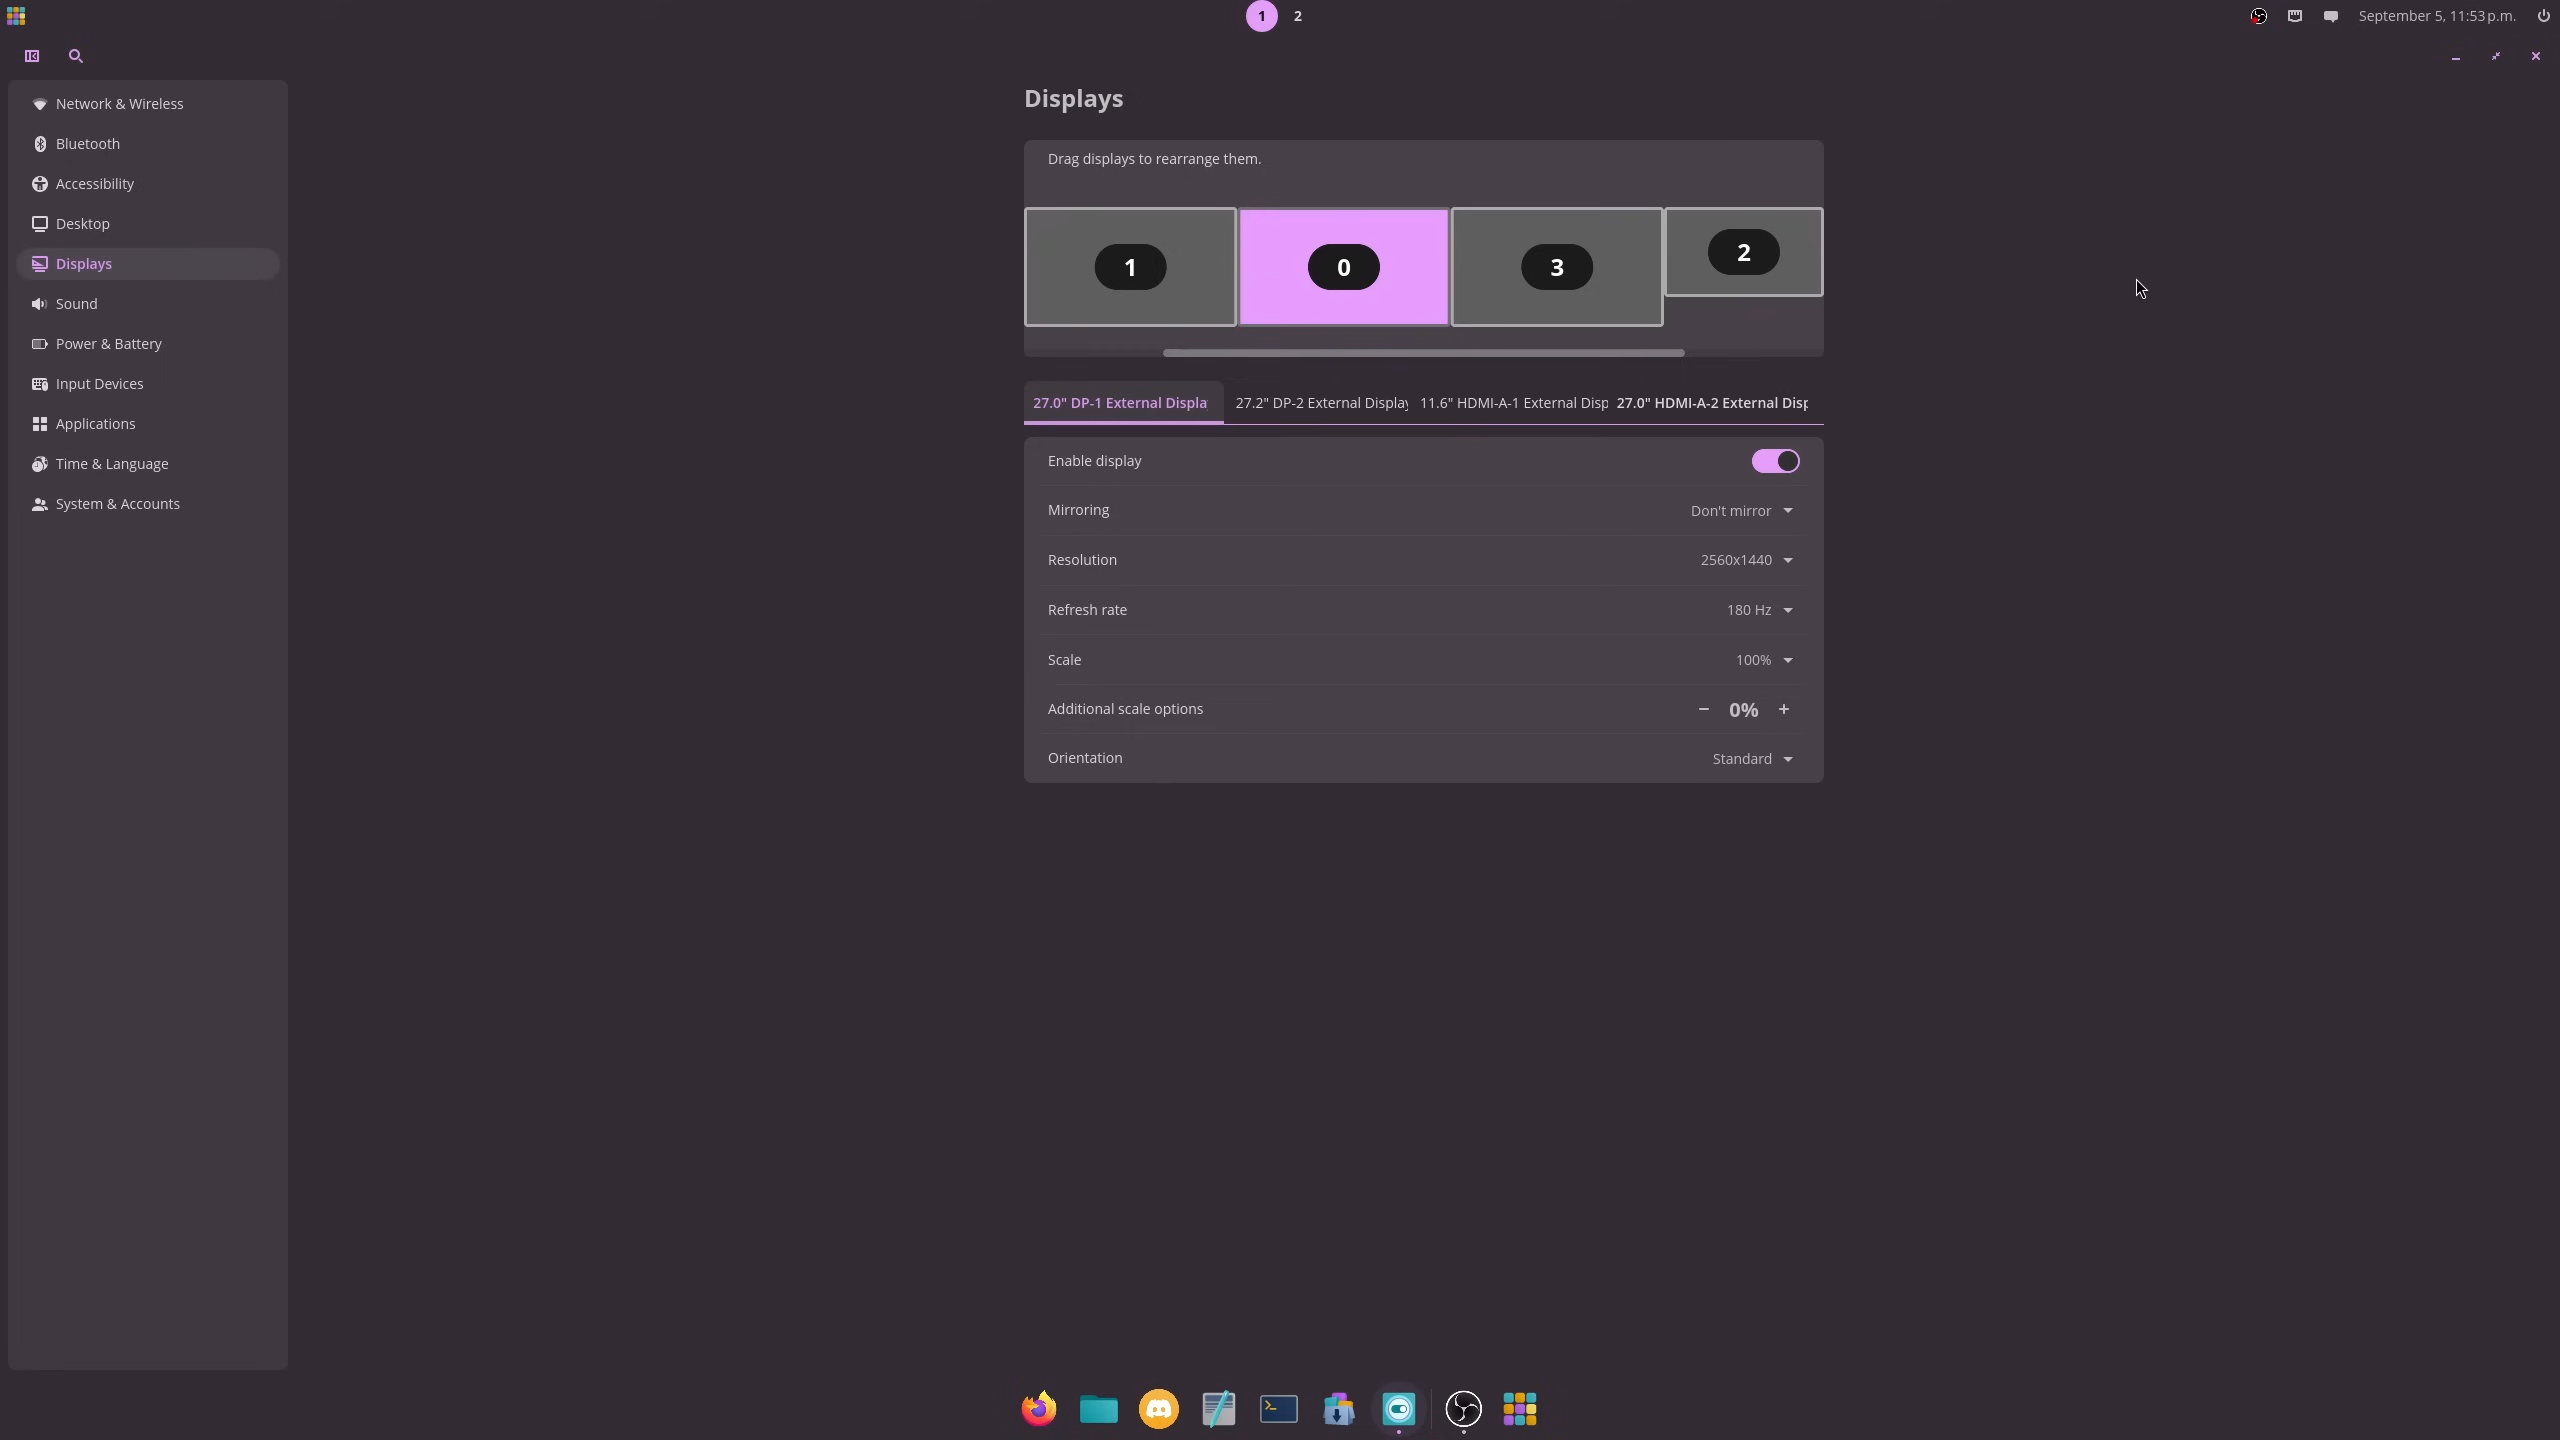 1 2
September 5, 11:53 p.m.
Network & Wireless
Bluetooth
Accessibility
Desktop
Displays
Sound
Power & Battery
Input Devices
Applications
Time & Language
System & Accounts
Displays
Drag displays to rearrange them.
1 0 3 2
27.0" DP-1 External Displa 27.2" DP-2 External Display 11.6" HDMI-A-1 External Disp 27.0" HDMI-A-2 External Disp
Enable display
Mirroring Don't mirror
Resolution 2560x1440
Refresh rate 180 Hz
Scale 100%
Additional scale options − 0% +
Orientation Standard